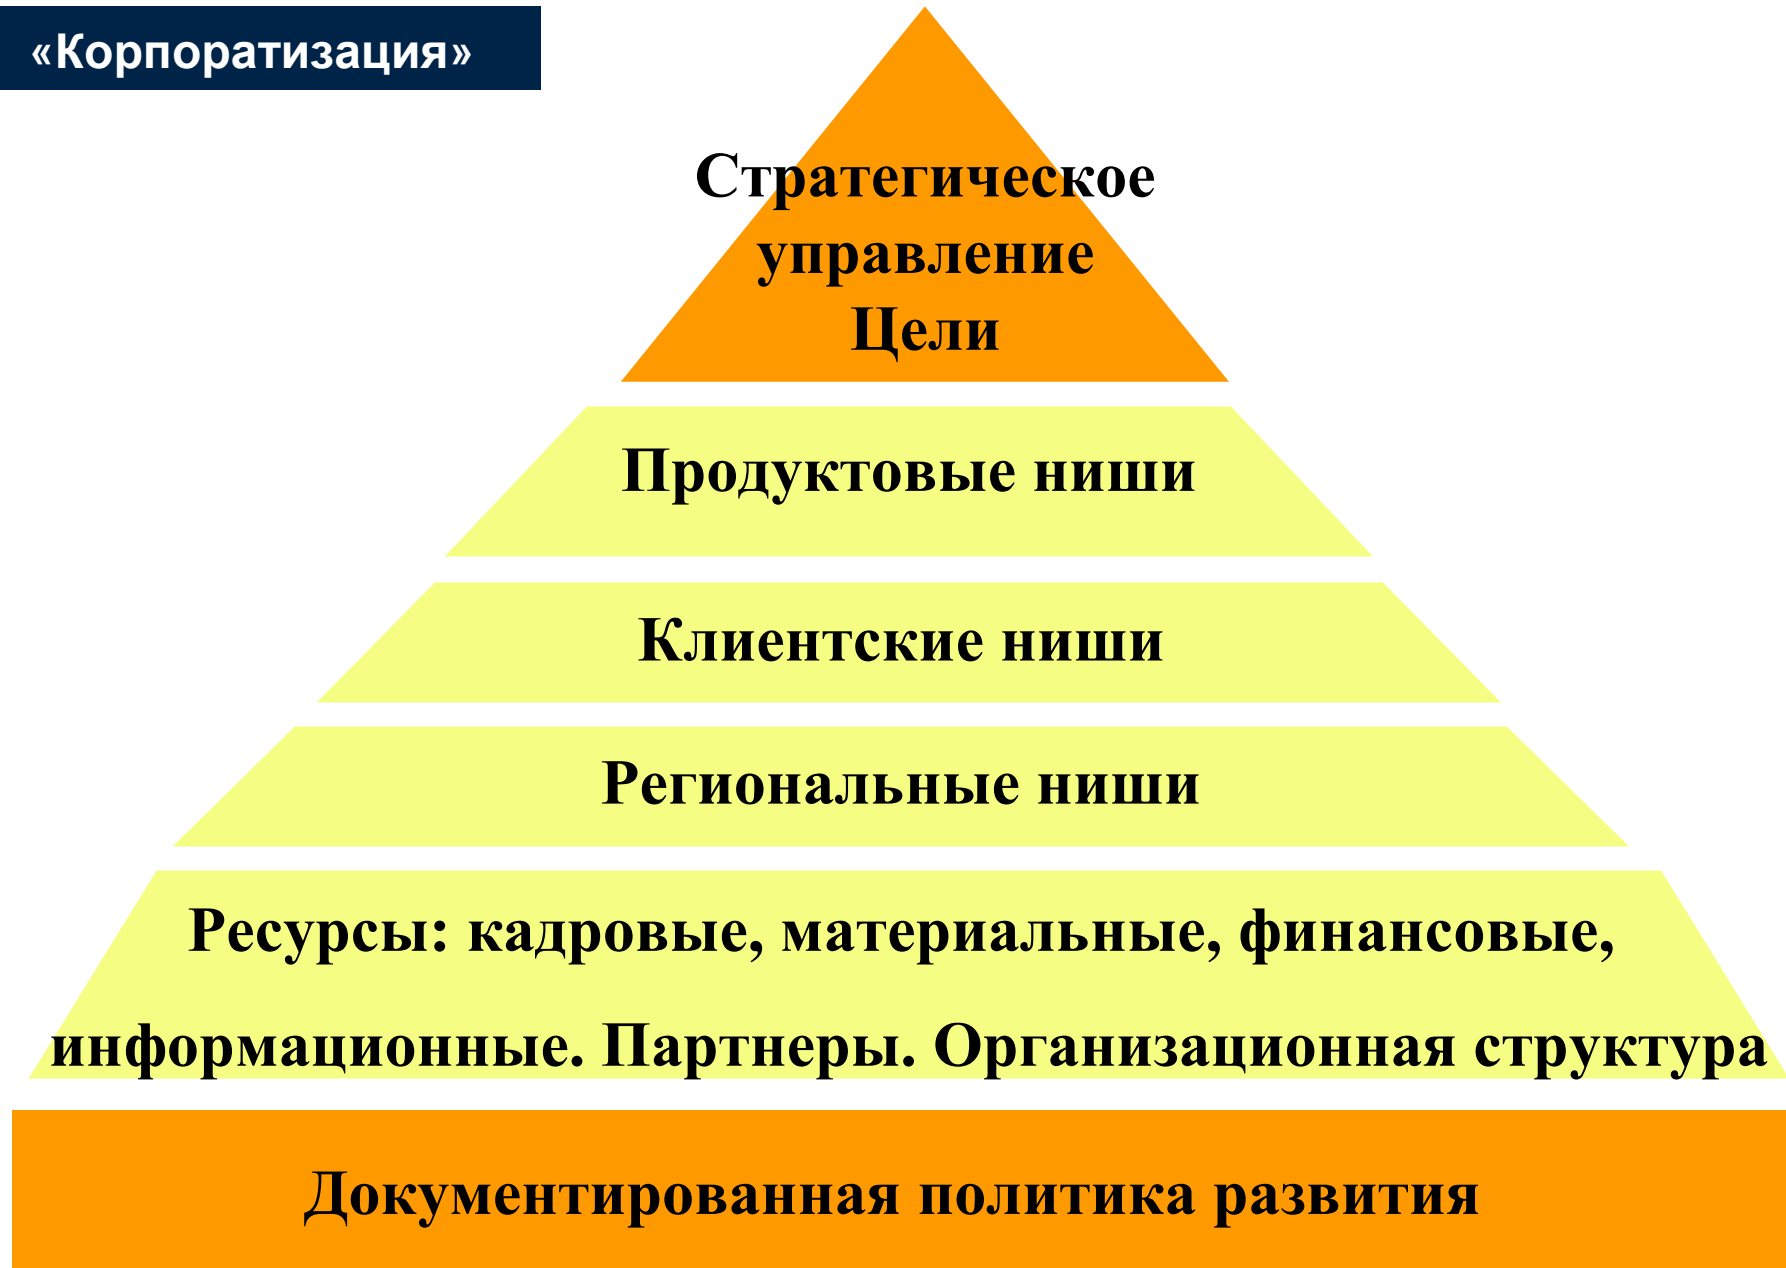 «Корпоратизация»
Стратегическое
управление
Цели
Продуктовые ниши
Клиентские ниши
Региональные ниши
Ресурсы: кадровые, материальные, финансовые,
информационные. Партнеры. Организационная структура
Документированная политика развития